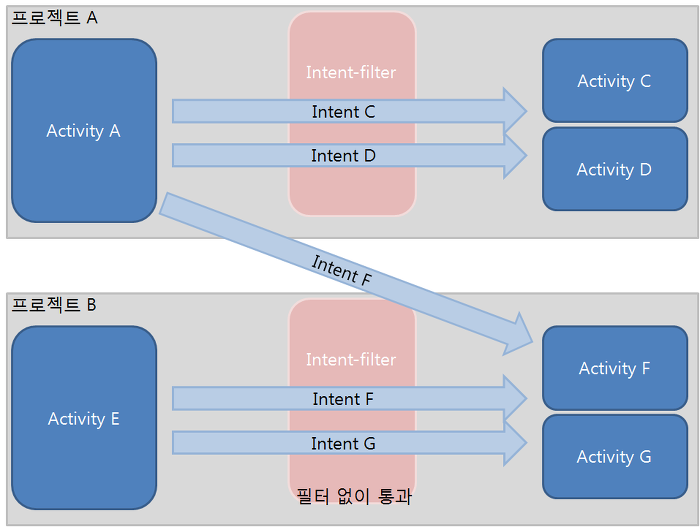 프로젝트 A
Intent-filter
Activity A
Intent C
Activity C
Intent D
Activity D
Intent F
프로젝트 B
Intent-filter
Activity E
Intent F
Activity F
Intent G
Activity G
필터 없이 통과